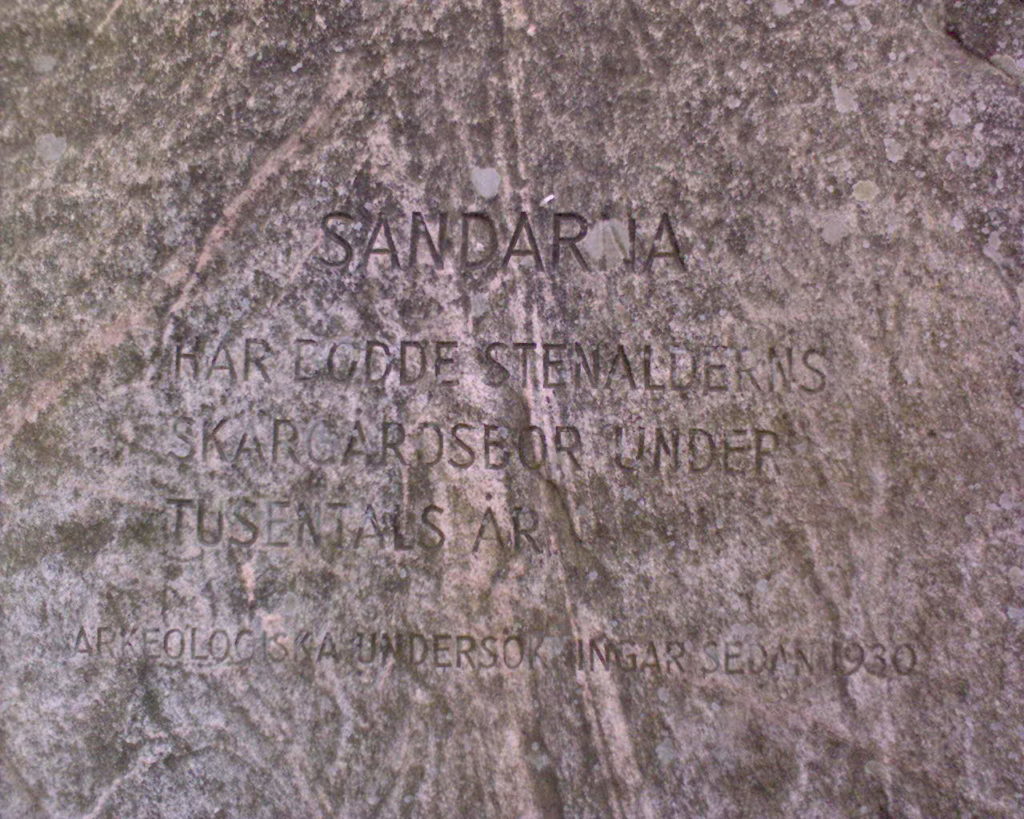 SANDARNA
HÄR BODDE STENÅLDERNS
SKÄRGÅRDSBOR UNDER
TUSENTALS ÅR.
ARKEOLOGISKA UNDERSÖKNINGAR SEDAN 1930